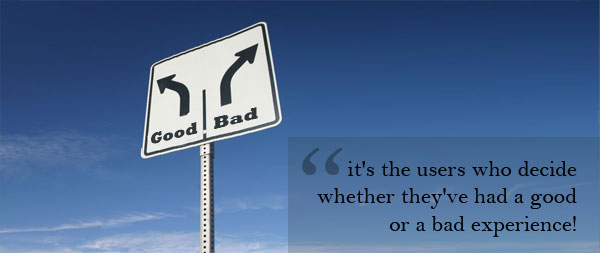 Good Bad
“ it's the users who decide
whether they've had a good
or a bad experience!